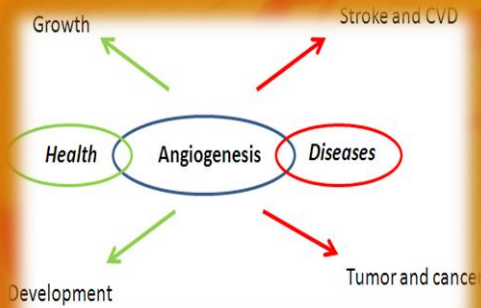 Growth
Stroke and CVD
Health
Angiogenesis
Diseases
Development
Tumor and cancer